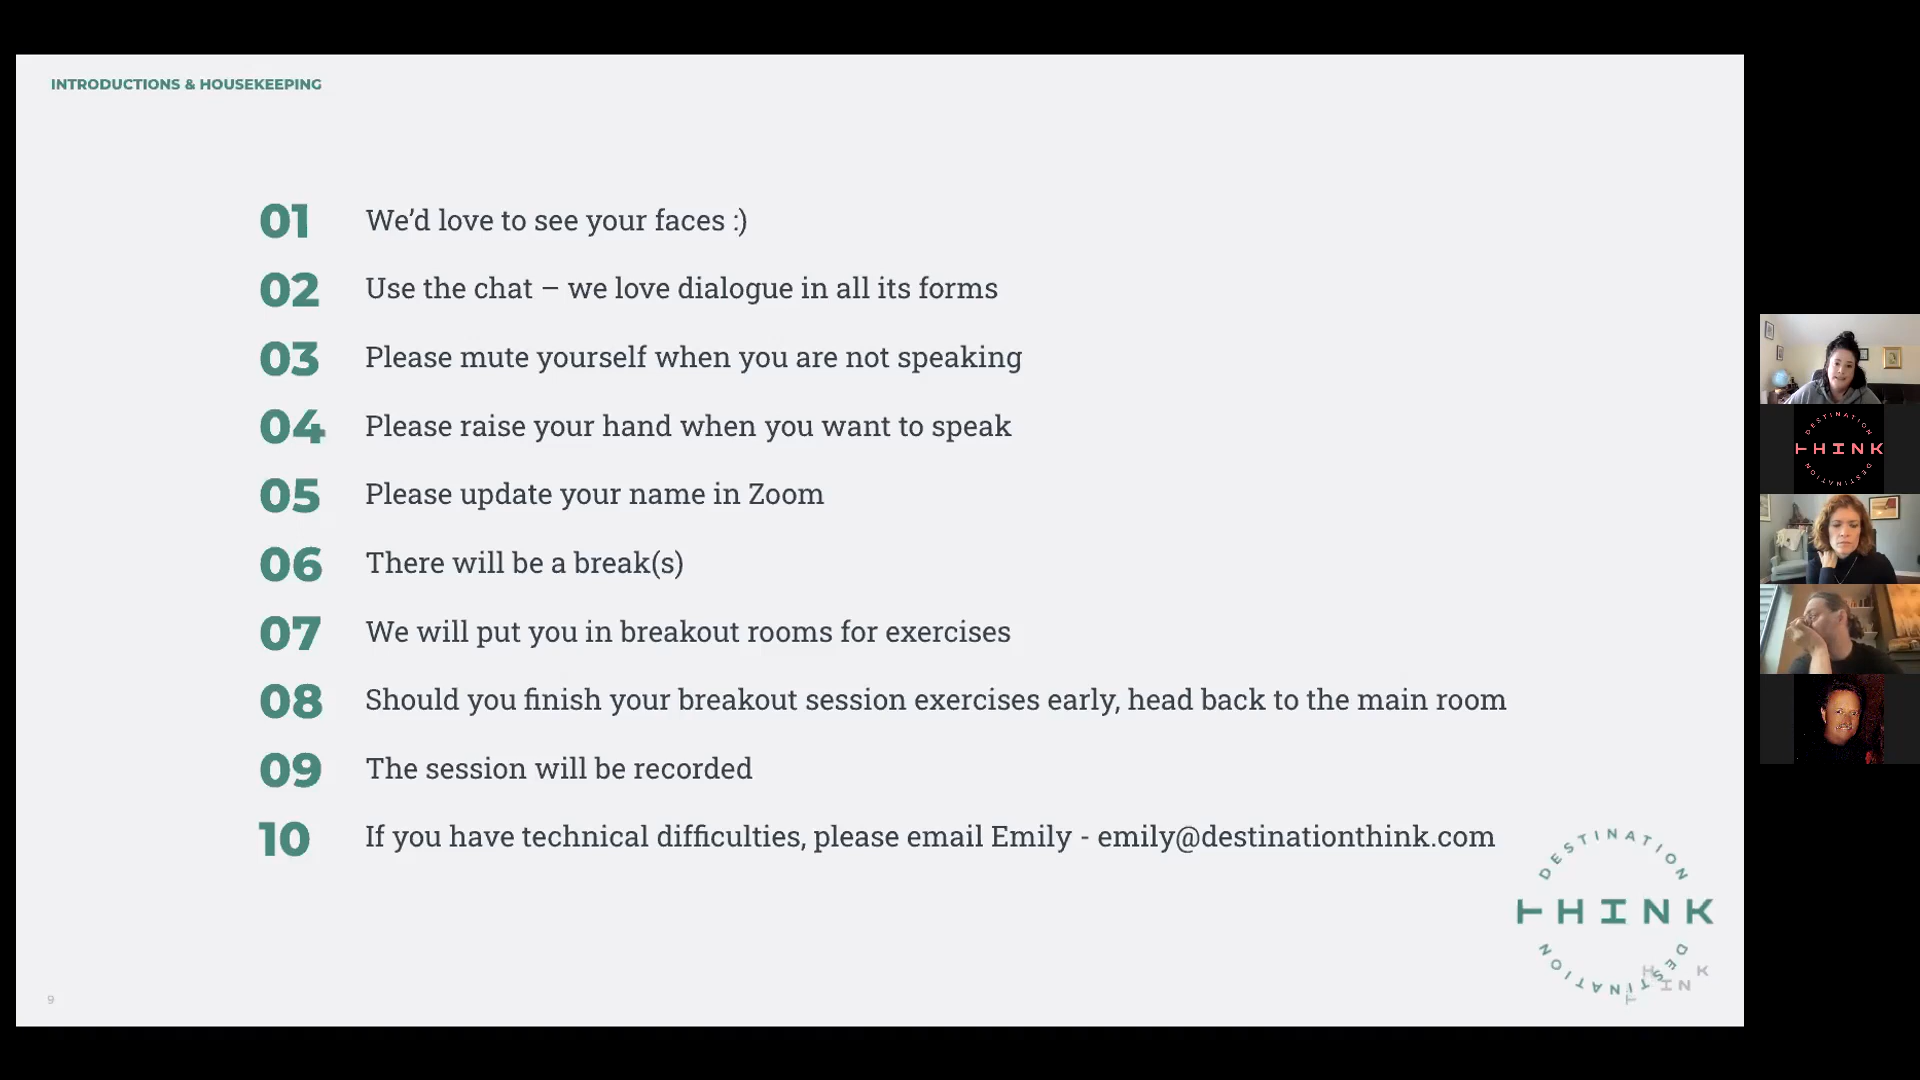 INTRODUCTIONS & HOUSEKEEPING
01 We’d love to see your faces :)
02 Use the chat – we love dialogue in all its forms
03 Please mute yourself when you are not speaking
04 Please raise your hand when you want to speak
05 Please update your name in Zoom
06 There will be a break(s)
07 We will put you in breakout rooms for exercises
08 Should you finish your breakout session exercises early, head back to the main room
09 The session will be recorded
10 If you have technical difficulties, please email Emily - emily@destinationthink.com
DESTINATION
THINK
DESTINATION
THINK
9
DESTINATION
THINK
DESTINATION